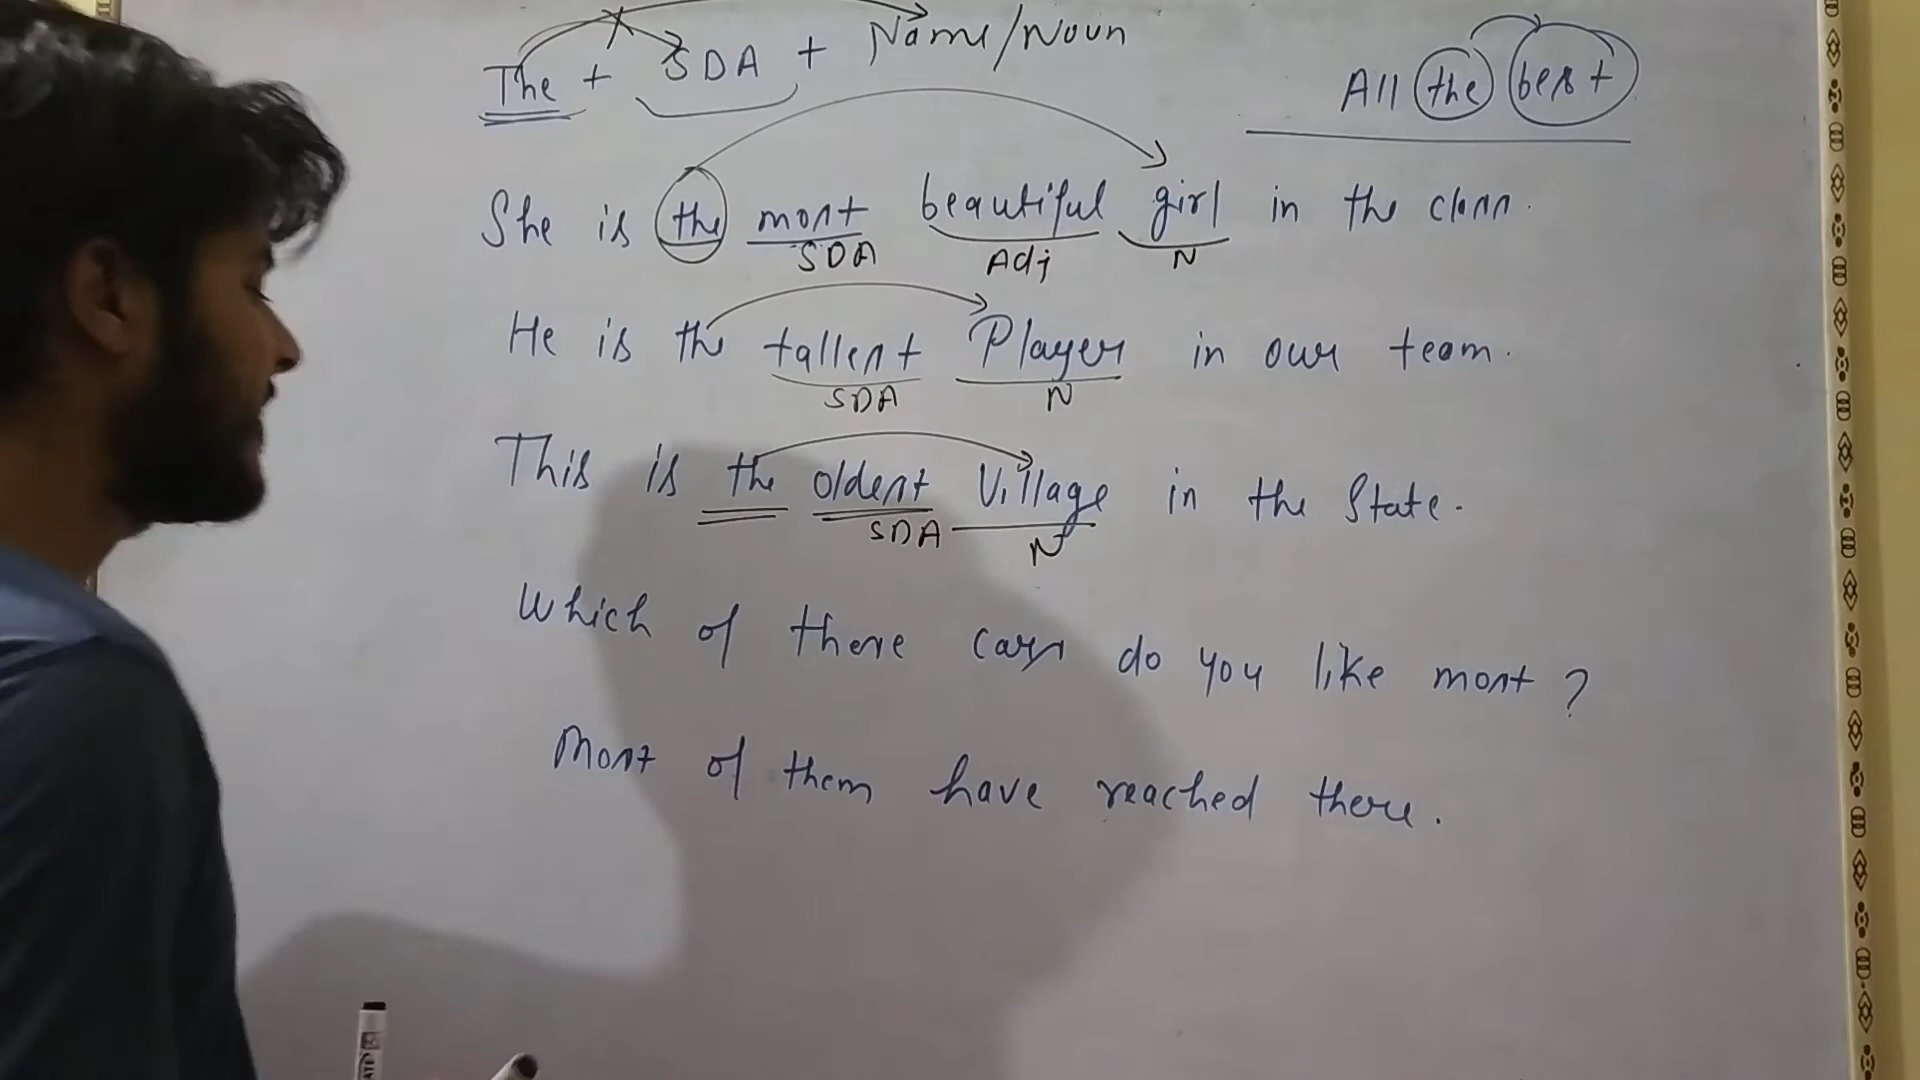 The + SDA + Name/Noun
All the best
She is the most beautiful girl in the class.
SDA Adj N
He is the tallest Player in our team.
SDA N
This is the oldest Village in the State.
SDA N
Which of these cars do you like most?
Most of them have reached there.